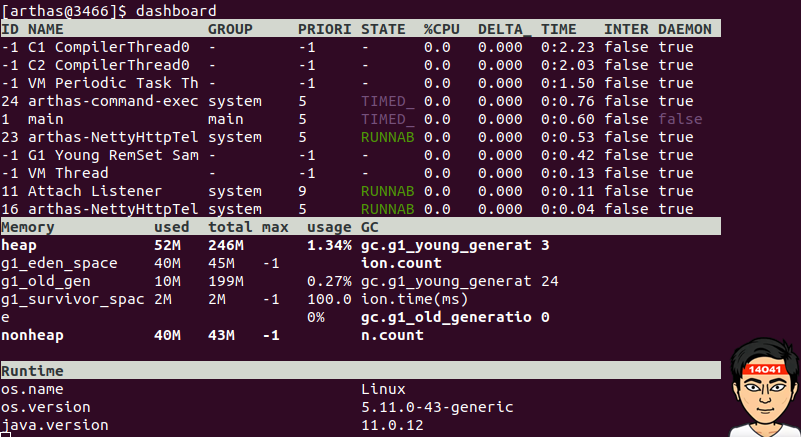 [arthas@3466]$ dashboard
ID NAME GROUP PRIORI STATE %CPU DELTA_ TIME INTER DAEMON
-1 C1 CompilerThread0 - -1 - 0.0 0.000 0:2.23 false true
-1 C2 CompilerThread0 - -1 - 0.0 0.000 0:2.03 false true
-1 VM Periodic Task Th - -1 - 0.0 0.000 0:1.50 false true
24 arthas-command-exec system 5 TIMED_ 0.0 0.000 0:0.76 false true
1 main main 5 TIMED_ 0.0 0.000 0:0.60 false false
23 arthas-NettyHttpTel system 5 RUNNAB 0.0 0.000 0:0.53 false true
-1 G1 Young RemSet Sam - -1 - 0.0 0.000 0:0.42 false true
-1 VM Thread - -1 - 0.0 0.000 0:0.13 false true
11 Attach Listener system 9 RUNNAB 0.0 0.000 0:0.11 false true
16 arthas-NettyHttpTel system 5 RUNNAB 0.0 0.000 0:0.04 false true
Memory used total max usage GC
heap 52M 246M 1.34% gc.g1_young_generat 3
g1_eden_space 40M 45M -1 ion.count
g1_old_gen 10M 199M 0.27% gc.g1_young_generat 24
g1_survivor_spac 2M 2M -1 100.0 ion.time(ms)
e 0% gc.g1_old_generatio 0
nonheap 40M 43M -1 n.count
Runtime
os.name Linux
os.version 5.11.0-43-generic
java.version 11.0.12
14041